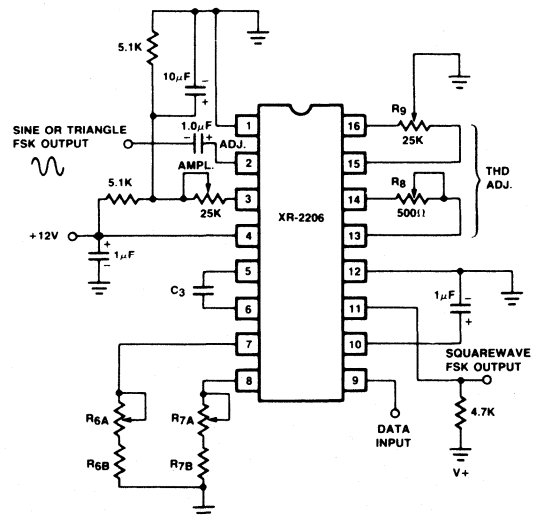 5.1K
10μF
− +
R9
25K
1
16
SINE OR TRIANGLE
FSK OUTPUT
1.0μF
− +
ADJ.
2
15
THD
ADJ.
AMPL.
5.1K
25K
3
XR-2206
14
R8
500Ω
+12V
4
13
+
1μF
−
5
12
C3
6
11
1μF
− +
7
10
SQUAREWAVE
FSK OUTPUT
8
9
R6A
R7A
DATA
INPUT
4.7K
R6B
R7B
V+